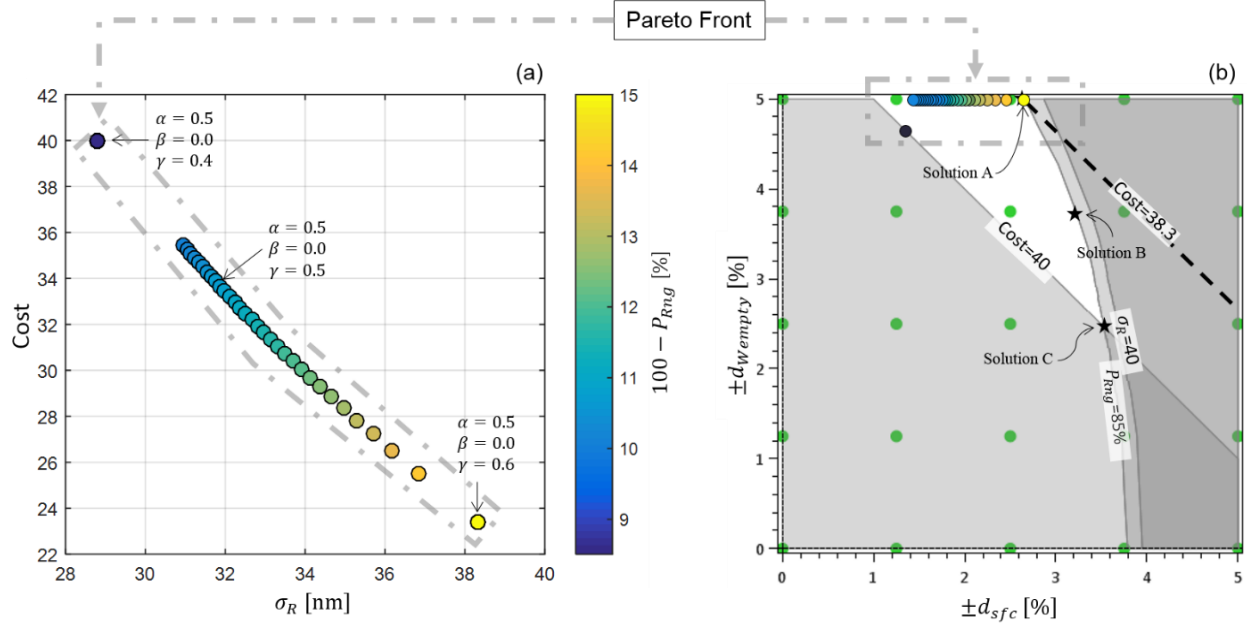 Pareto Front
(a)
42
40
38
36
34
32
30
28
26
24
22
Cost
28
30
32
34
36
38
40
σ_R [nm]
α = 0.5
β = 0.0
γ = 0.4
α = 0.5
β = 0.0
γ = 0.5
α = 0.5
β = 0.0
γ = 0.6
15
14
13
12
11
10
9
100 − P_Rng [%]
(b)
5
4
3
2
1
0
±d_Wempty [%]
0
1
2
3
4
5
±d_sfc [%]
Solution A
Cost=38.3
Solution B
Cost=40
Solution C
σ_R=40
P_Rng=85%